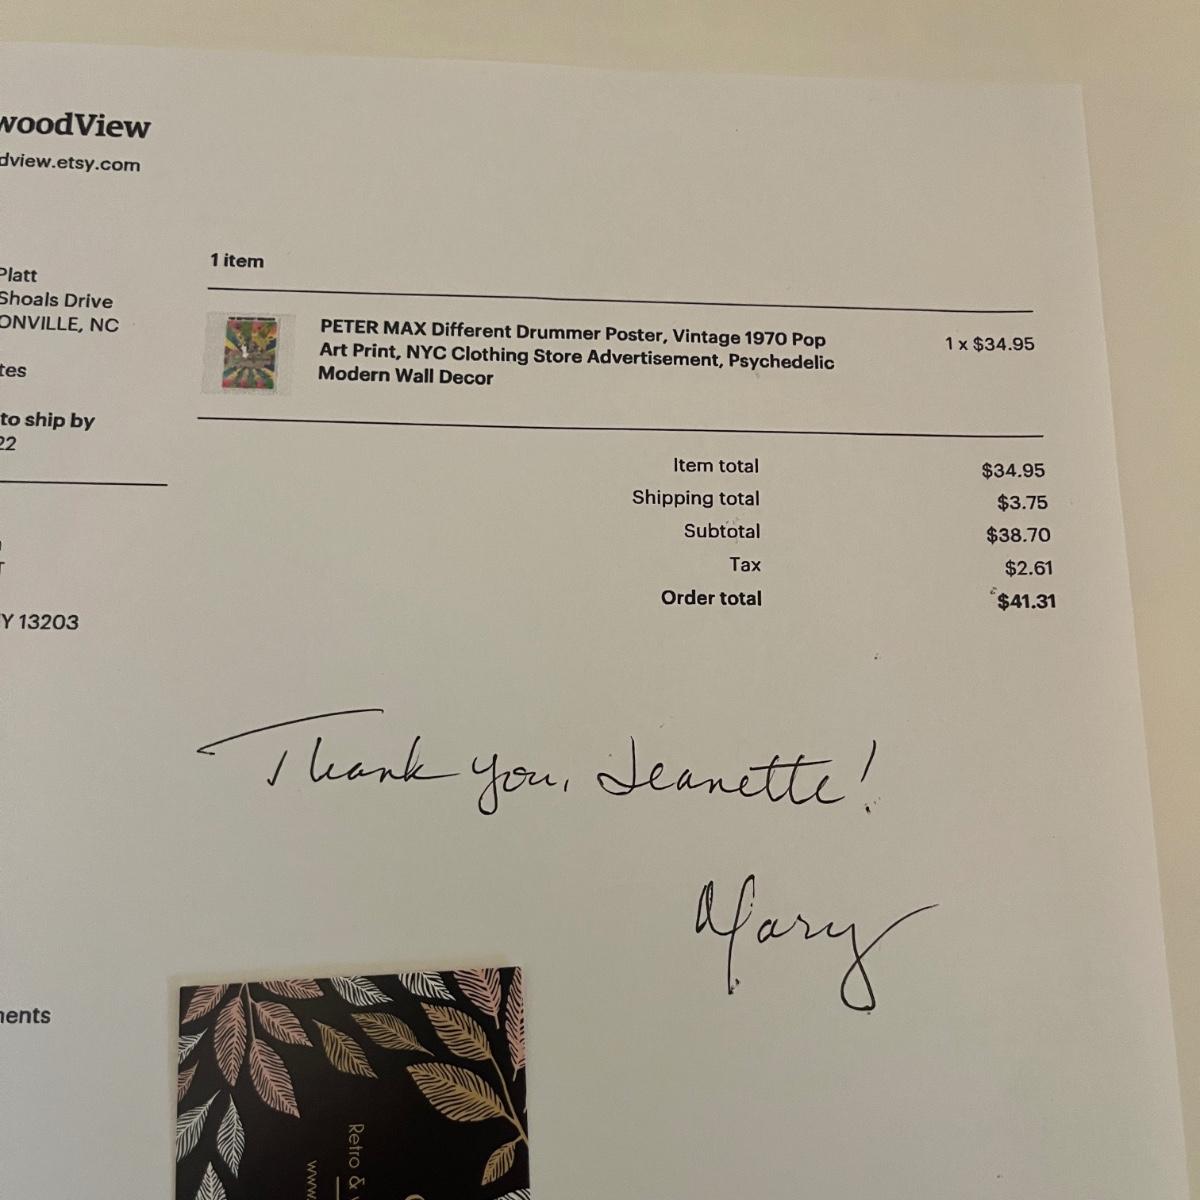 woodView
dview.etsy.com
Platt
Shoals Drive
ONVILLE, NC
tes
to ship by
22
Y 13203
ments
1 item
PETER MAX Different Drummer Poster, Vintage 1970 Pop
Art Print, NYC Clothing Store Advertisement, Psychedelic
Modern Wall Decor
1 x $34.95
Item total $34.95
Shipping total $3.75
Subtotal $38.70
Tax $2.61
Order total $41.31
Thank you, Jeanette!
Mary
Retro &
www.